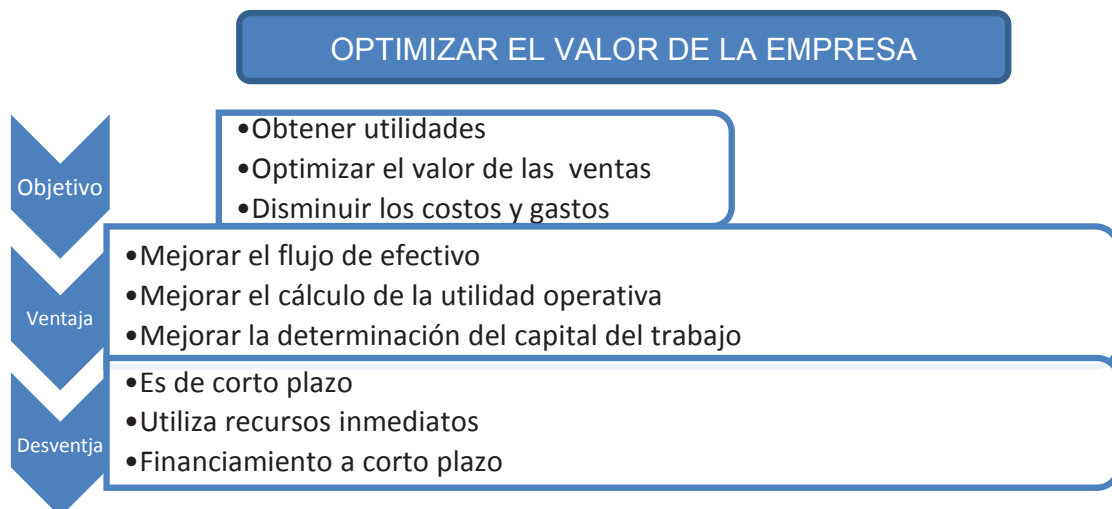 OPTIMIZAR EL VALOR DE LA EMPRESA
Objetivo
•Obtener utilidades
•Optimizar el valor de las ventas
•Disminuir los costos y gastos
Ventaja
•Mejorar el flujo de efectivo
•Mejorar el cálculo de la utilidad operativa
•Mejorar la determinación del capital del trabajo
Desventja
•Es de corto plazo
•Utiliza recursos inmediatos
•Financiamiento a corto plazo